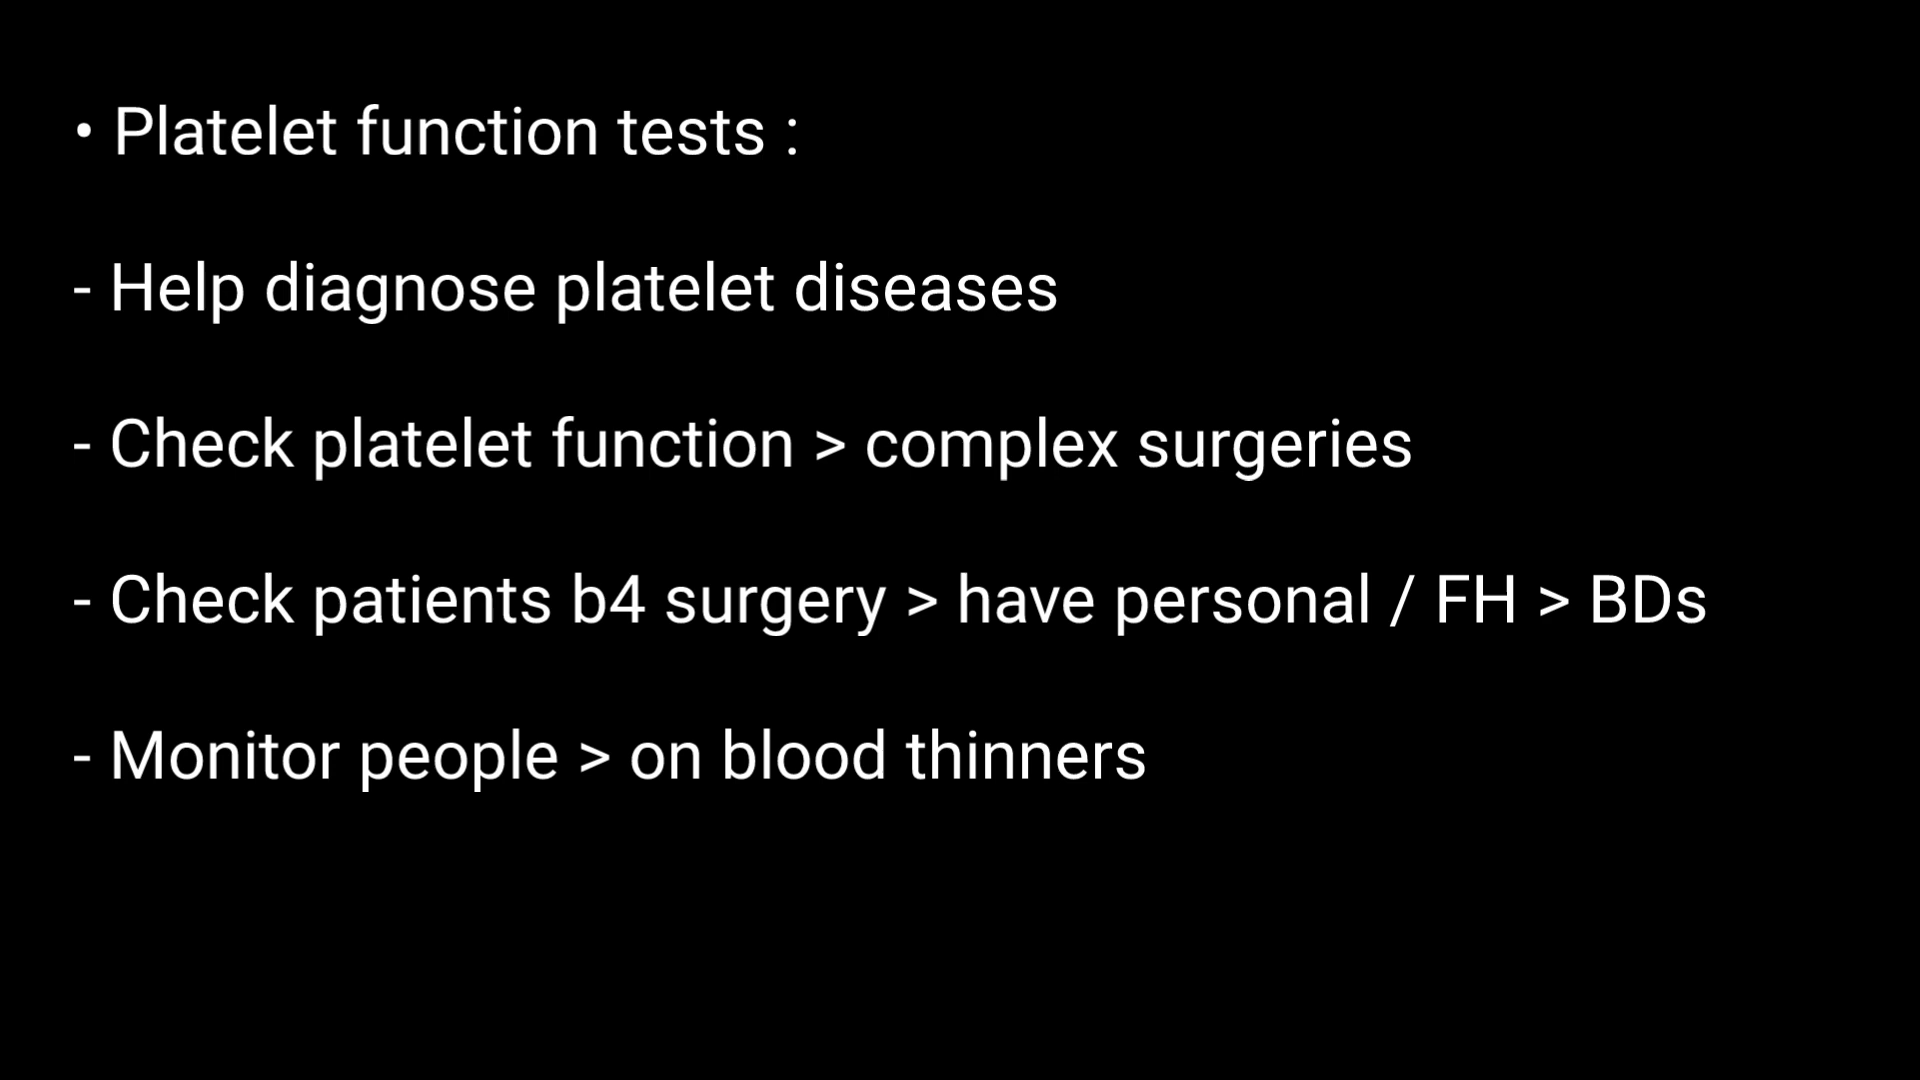 • Platelet function tests :
- Help diagnose platelet diseases
- Check platelet function > complex surgeries
- Check patients b4 surgery > have personal / FH > BDs
- Monitor people > on blood thinners